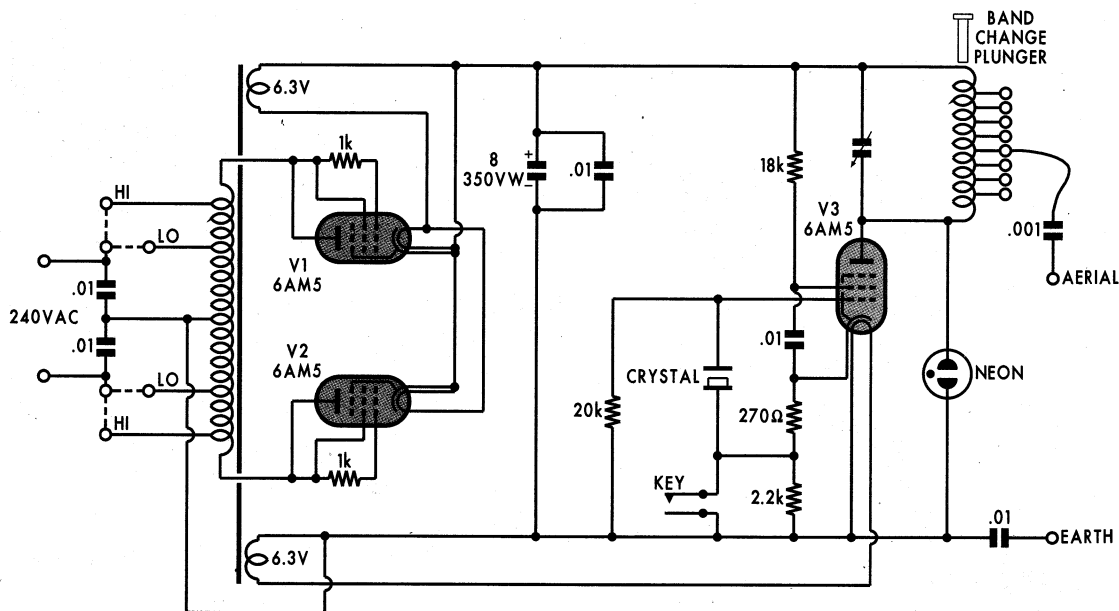 BAND
CHANGE
PLUNGER
6.3V
1k
8
+
350VW
–
.01
18k
V3
6AM5
.001
AERIAL
HI
LO
.01
240VAC
.01
LO
HI
V1
6AM5
V2
6AM5
1k
.01
CRYSTAL
NEON
20k
270Ω
KEY
2.2k
.01
EARTH
6.3V